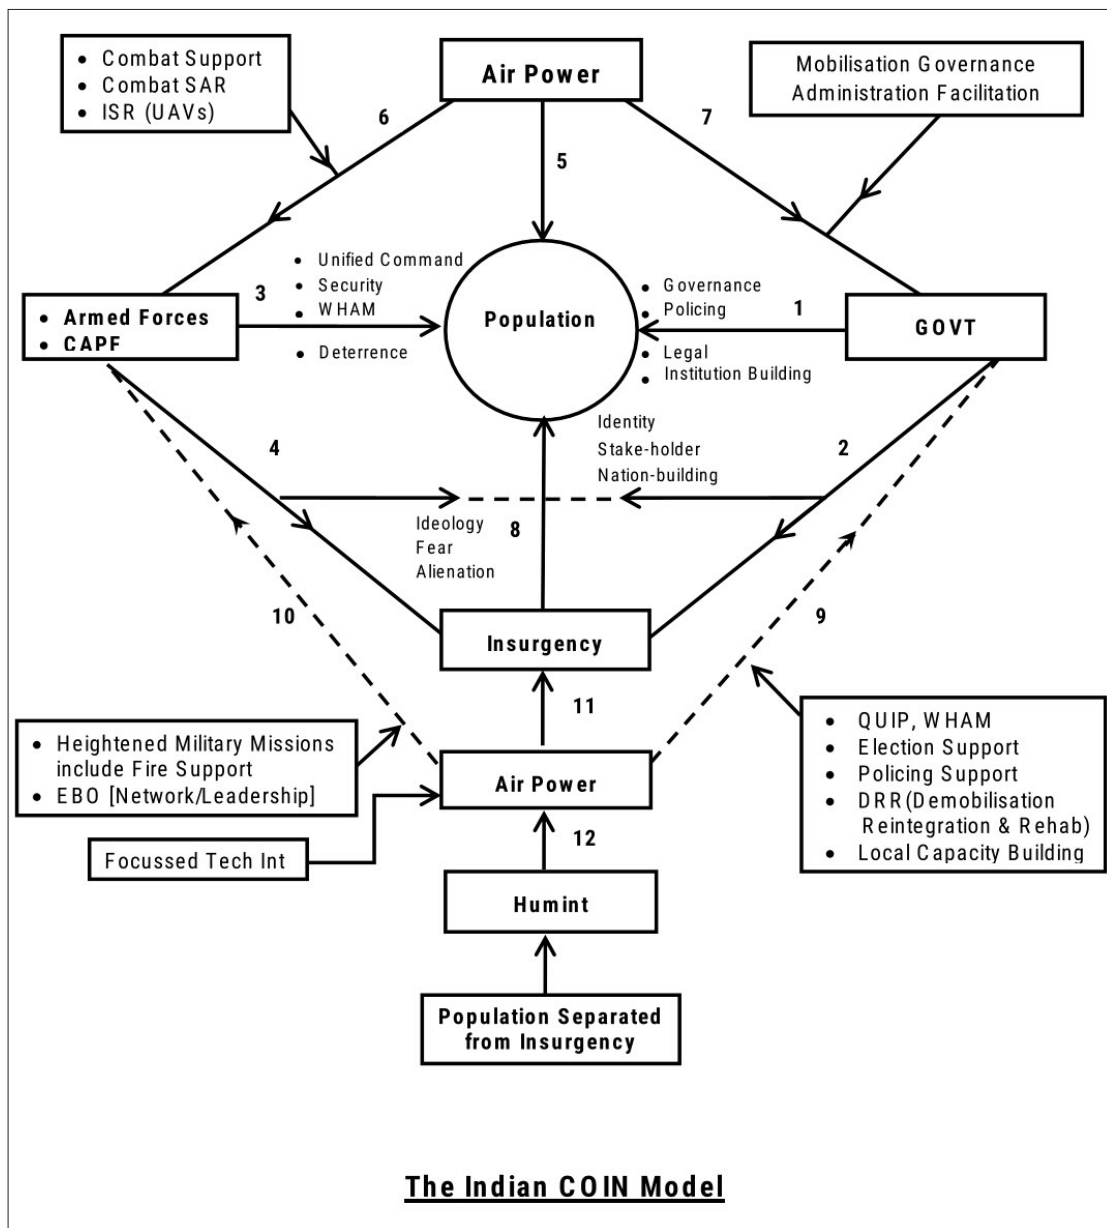 • Combat Support
• Combat SAR
• ISR (UAVs)
Air Power
Mobilisation Governance
Administration Facilitation
6
7
5
• Unified Command
• Security
• WHAM
• Deterrence
3
• Armed Forces
• CAPF
Population
• Governance
• Policing
• Legal
• Institution Building
1
GOVT
4
Identity
Stake-holder
Nation-building
2
Ideology
Fear
Alienation
8
10
9
Insurgency
11
• Heightened Military Missions
include Fire Support
• EBO [Network/Leadership]
Air Power
• QUIP, WHAM
• Election Support
• Policing Support
• DRR(Demobilisation
Reintegration & Rehab)
• Local Capacity Building
12
Focussed Tech Int
Humint
Population Separated
from Insurgency
The Indian COIN Model